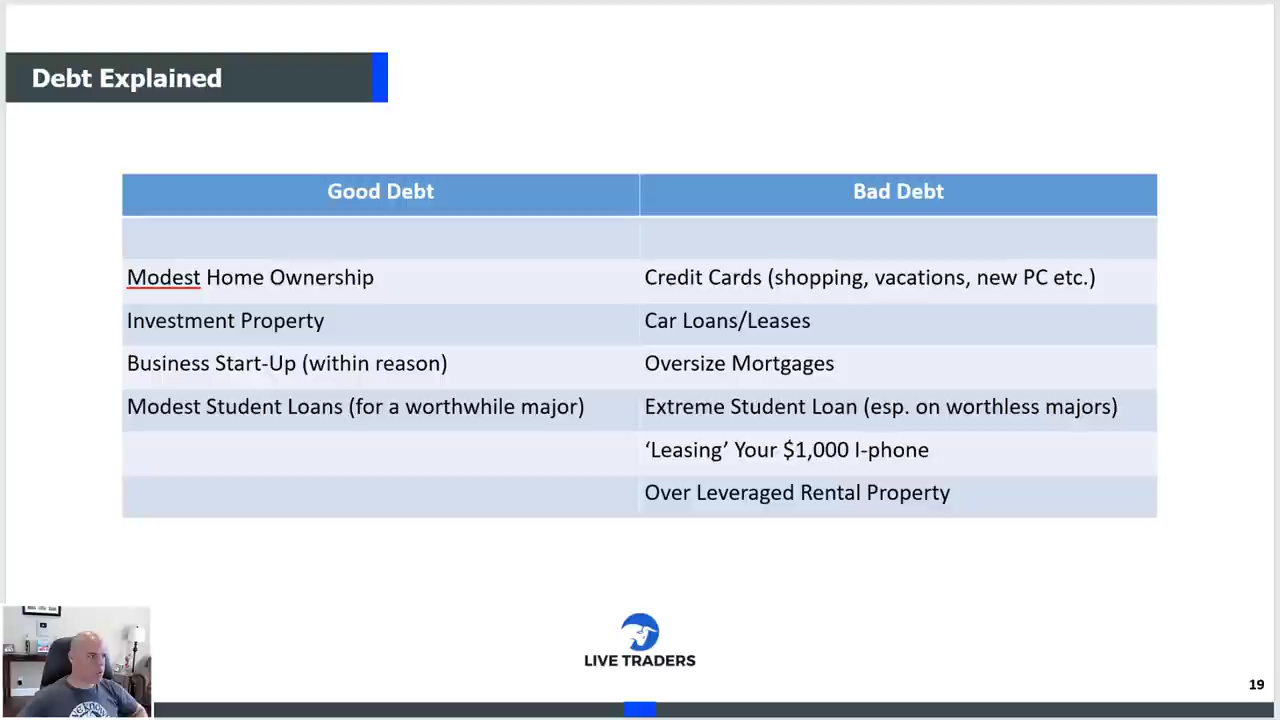 Debt Explained
Good Debt
Bad Debt
Modest Home Ownership
Credit Cards (shopping, vacations, new PC etc.)
Investment Property
Car Loans/Leases
Business Start-Up (within reason)
Oversize Mortgages
Modest Student Loans (for a worthwhile major)
Extreme Student Loan (esp. on worthless majors)
‘Leasing’ Your $1,000 I-phone
Over Leveraged Rental Property
LIVE TRADERS
19